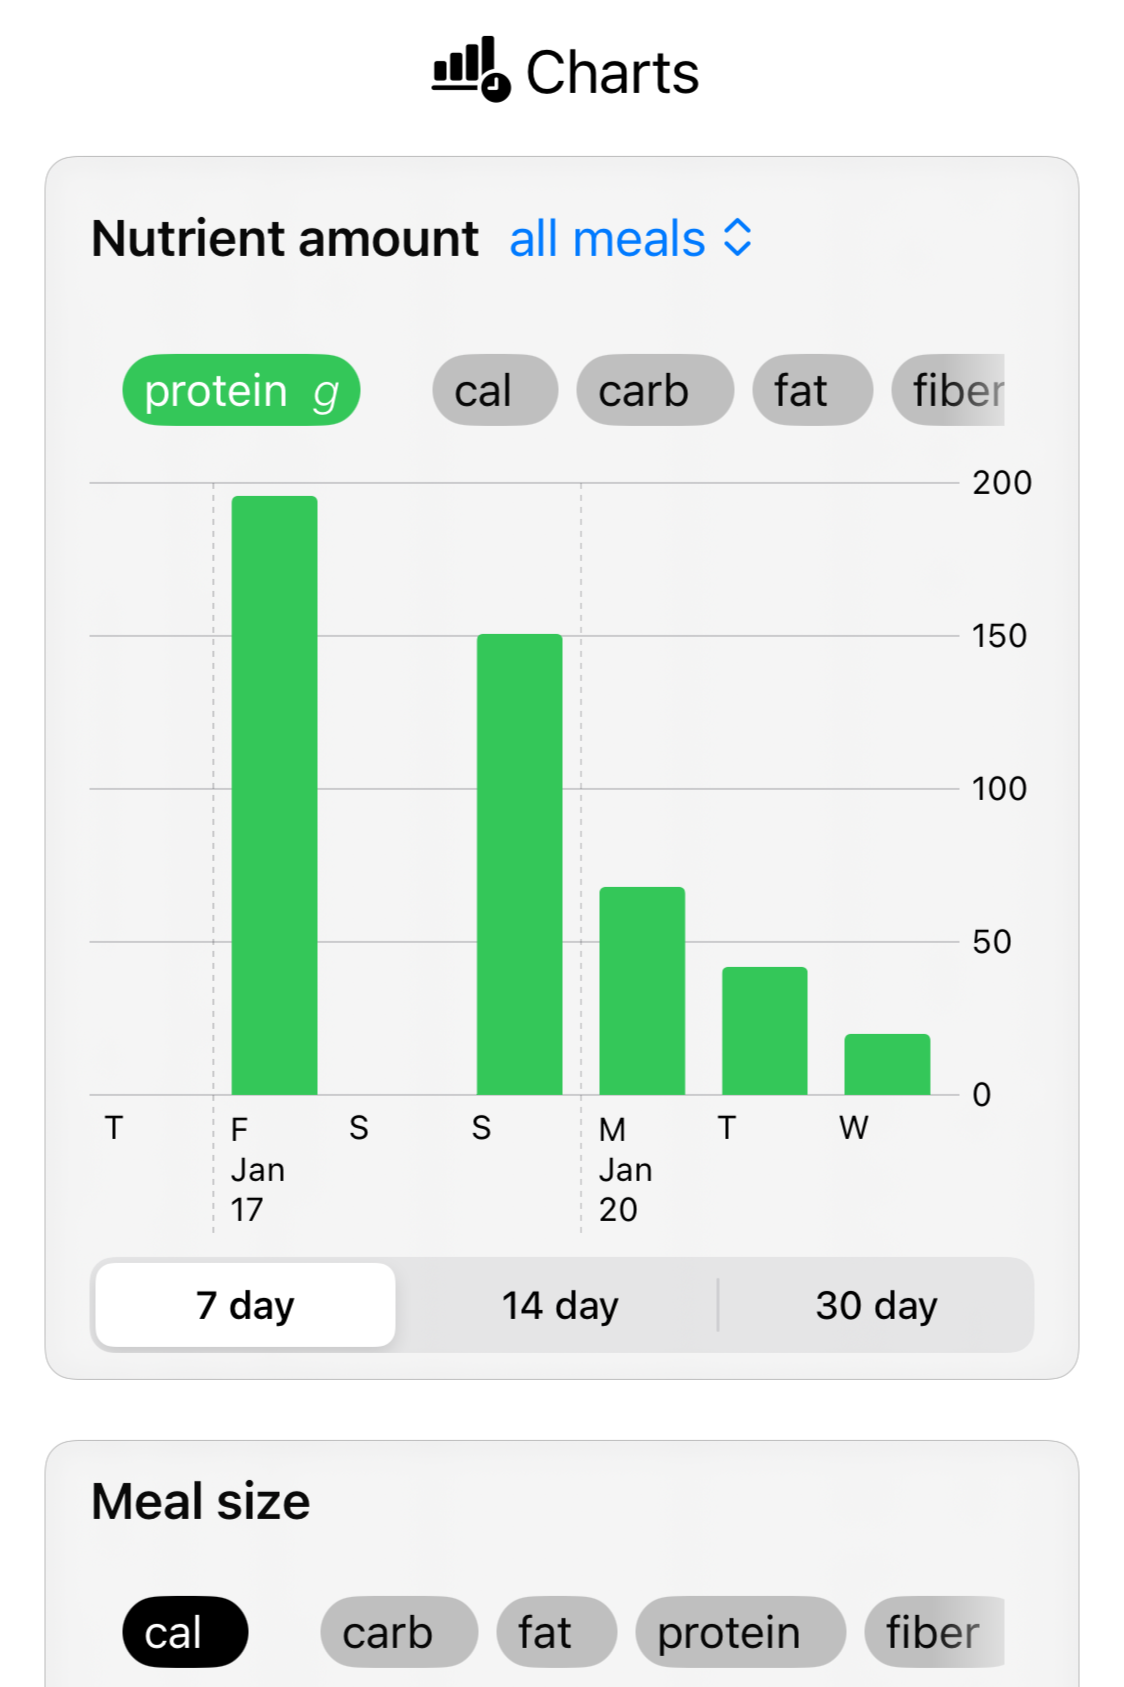 Charts
Nutrient amount all meals
protein g cal carb fat fiber
200
150
100
50
0
T F S S M T W
Jan Jan
17 20
7 day 14 day 30 day
Meal size
cal carb fat protein fiber